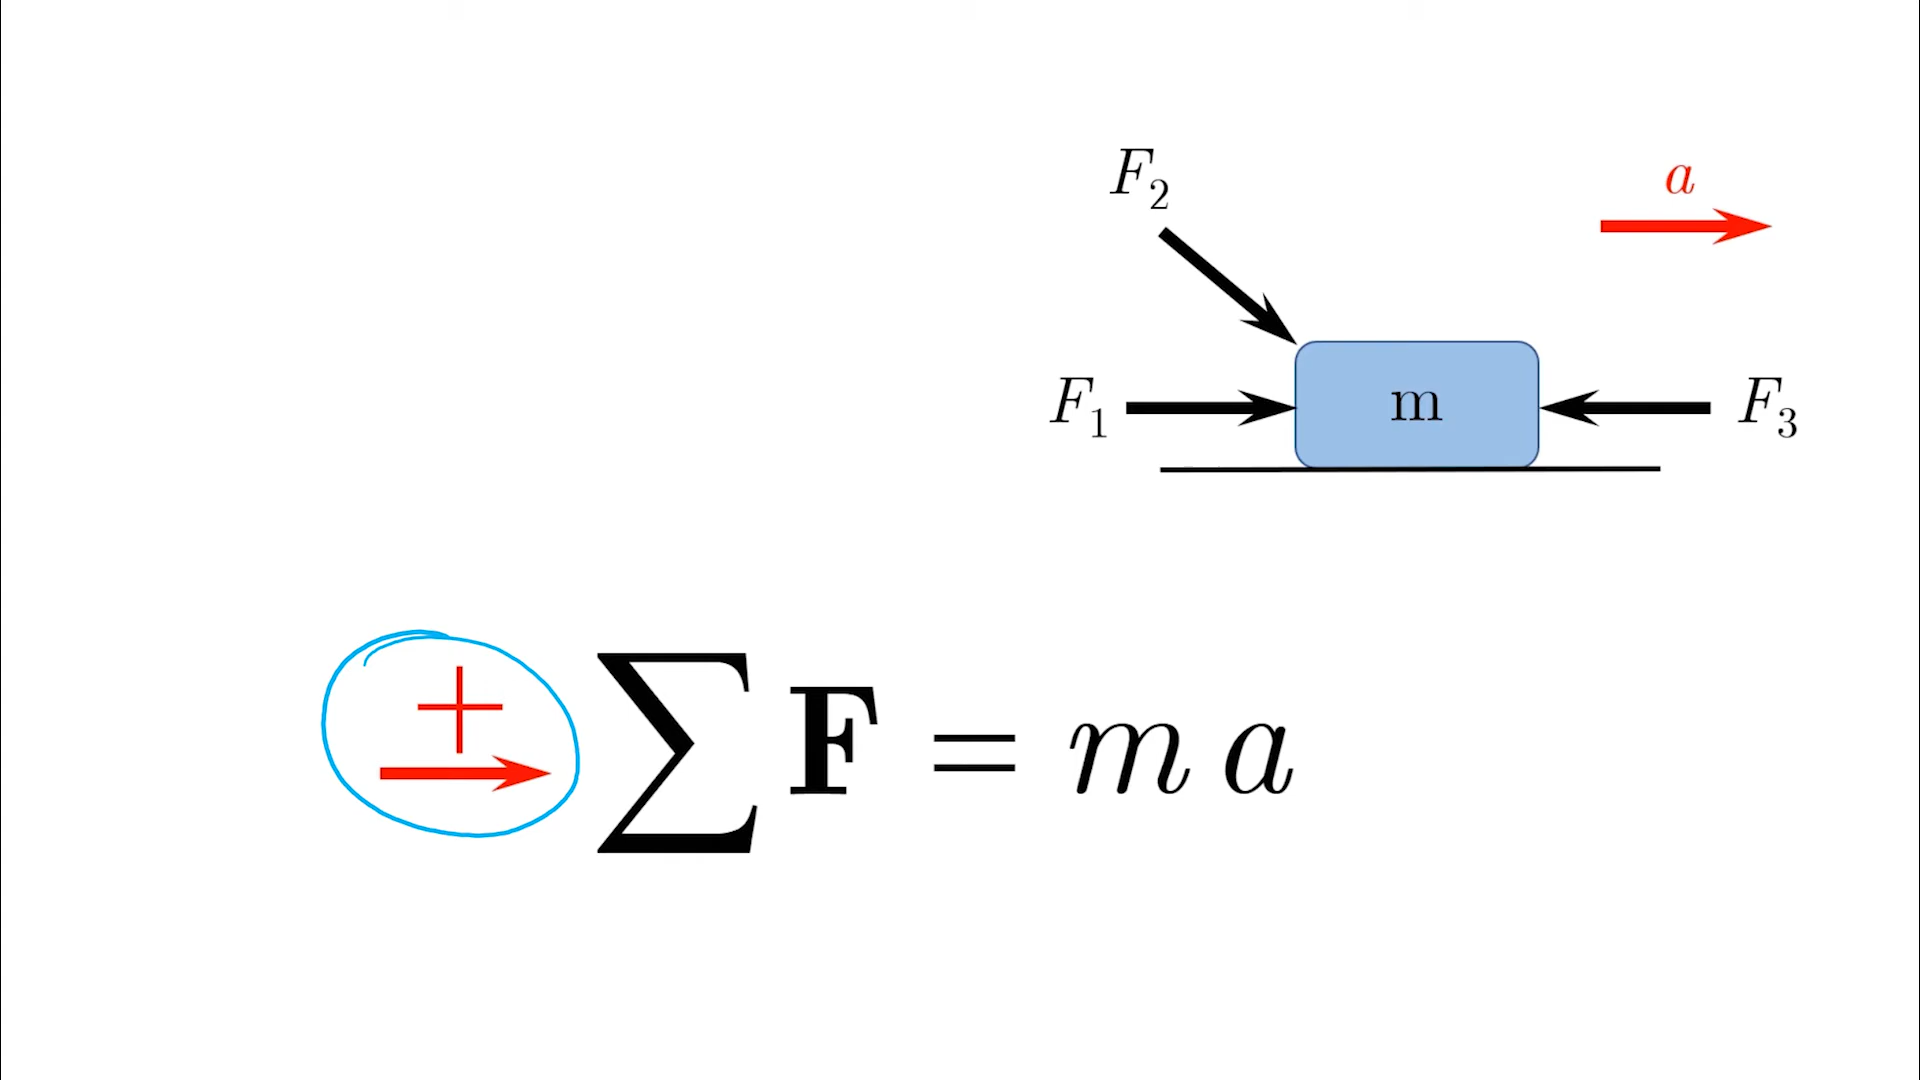 F₂
a
F₁
m
F₃
+
∑ F = m a